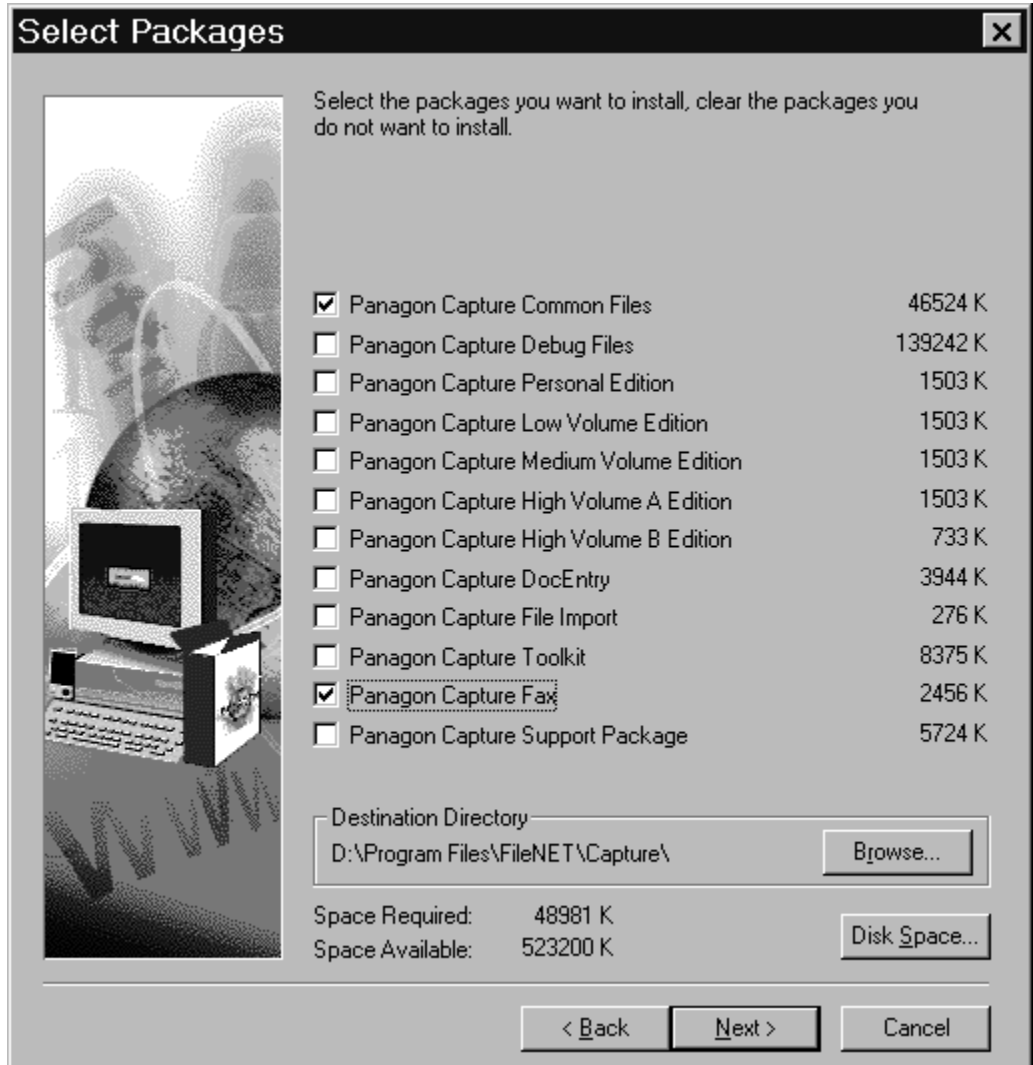 Select Packages
Select the packages you want to install, clear the packages you
do not want to install.
Panagon Capture Common Files 46524 K
Panagon Capture Debug Files 139242 K
Panagon Capture Personal Edition 1503 K
Panagon Capture Low Volume Edition 1503 K
Panagon Capture Medium Volume Edition 1503 K
Panagon Capture High Volume A Edition 1503 K
Panagon Capture High Volume B Edition 733 K
Panagon Capture DocEntry 3944 K
Panagon Capture File Import 276 K
Panagon Capture Toolkit 8375 K
Panagon Capture Fax 2456 K
Panagon Capture Support Package 5724 K
Destination Directory
D:\Program Files\FileNET\Capture\ Browse...
Space Required: 48981 K
Space Available: 523200 K
Disk Space...
< Back Next > Cancel